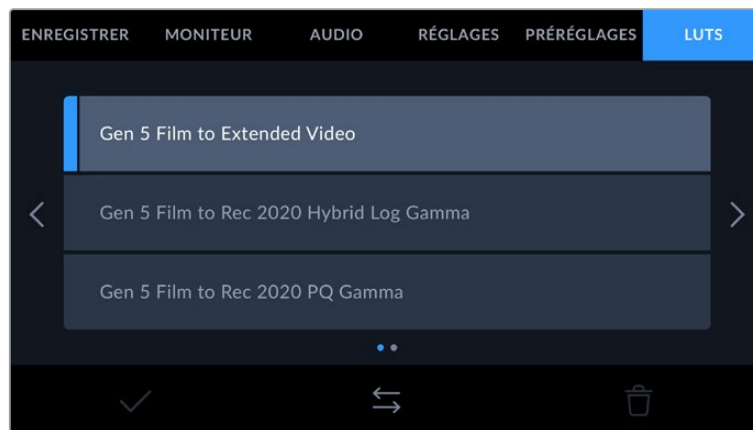 ENREGISTRER MONITEUR AUDIO RÉGLAGES PRÉRÉGLAGES LUTS
Gen 5 Film to Extended Video
Gen 5 Film to Rec 2020 Hybrid Log Gamma
Gen 5 Film to Rec 2020 PQ Gamma